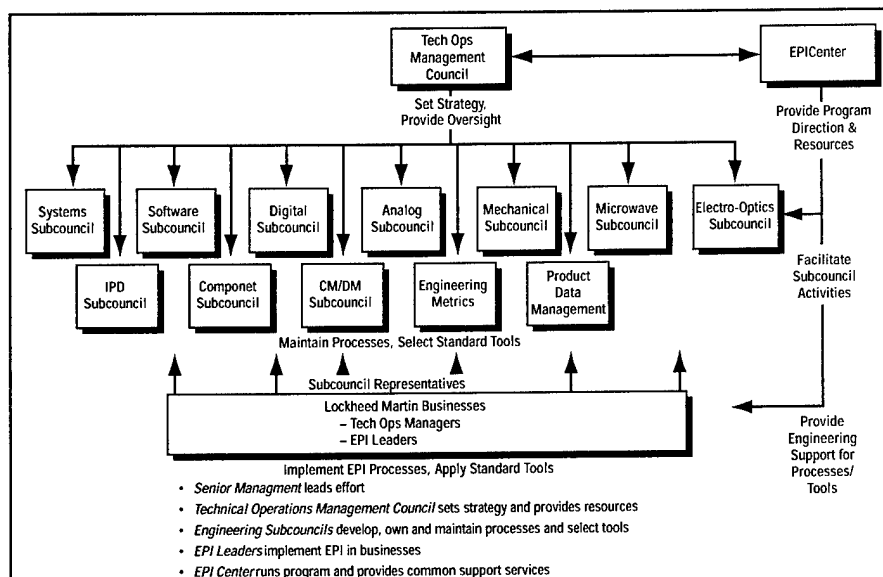 Tech Ops
Management
Council
EPICenter
Set Strategy,
Provide Oversight
Provide Program
Direction &
Resources
Systems
Subcouncil
Software
Subcouncil
Digital
Subcouncil
Analog
Subcouncil
Mechanical
Subcouncil
Microwave
Subcouncil
Electro-Optics
Subcouncil
IPD
Subcouncil
Componet
Subcouncil
CM/DM
Subcouncil
Engineering
Metrics
Product
Data
Management
Facilitate
Subcouncil
Activities
Maintain Processes, Select Standard Tools
Subcouncil Representatives
Lockheed Martin Businesses
– Tech Ops Managers
– EPI Leaders
Provide
Engineering
Support for
Processes/
Tools
Implement EPI Processes, Apply Standard Tools
• Senior Managment leads effort
• Technical Operations Management Council sets strategy and provides resources
• Engineering Subcouncils develop, own and maintain processes and select tools
• EPI Leaders implement EPI in businesses
• EPI Center runs program and provides common support services